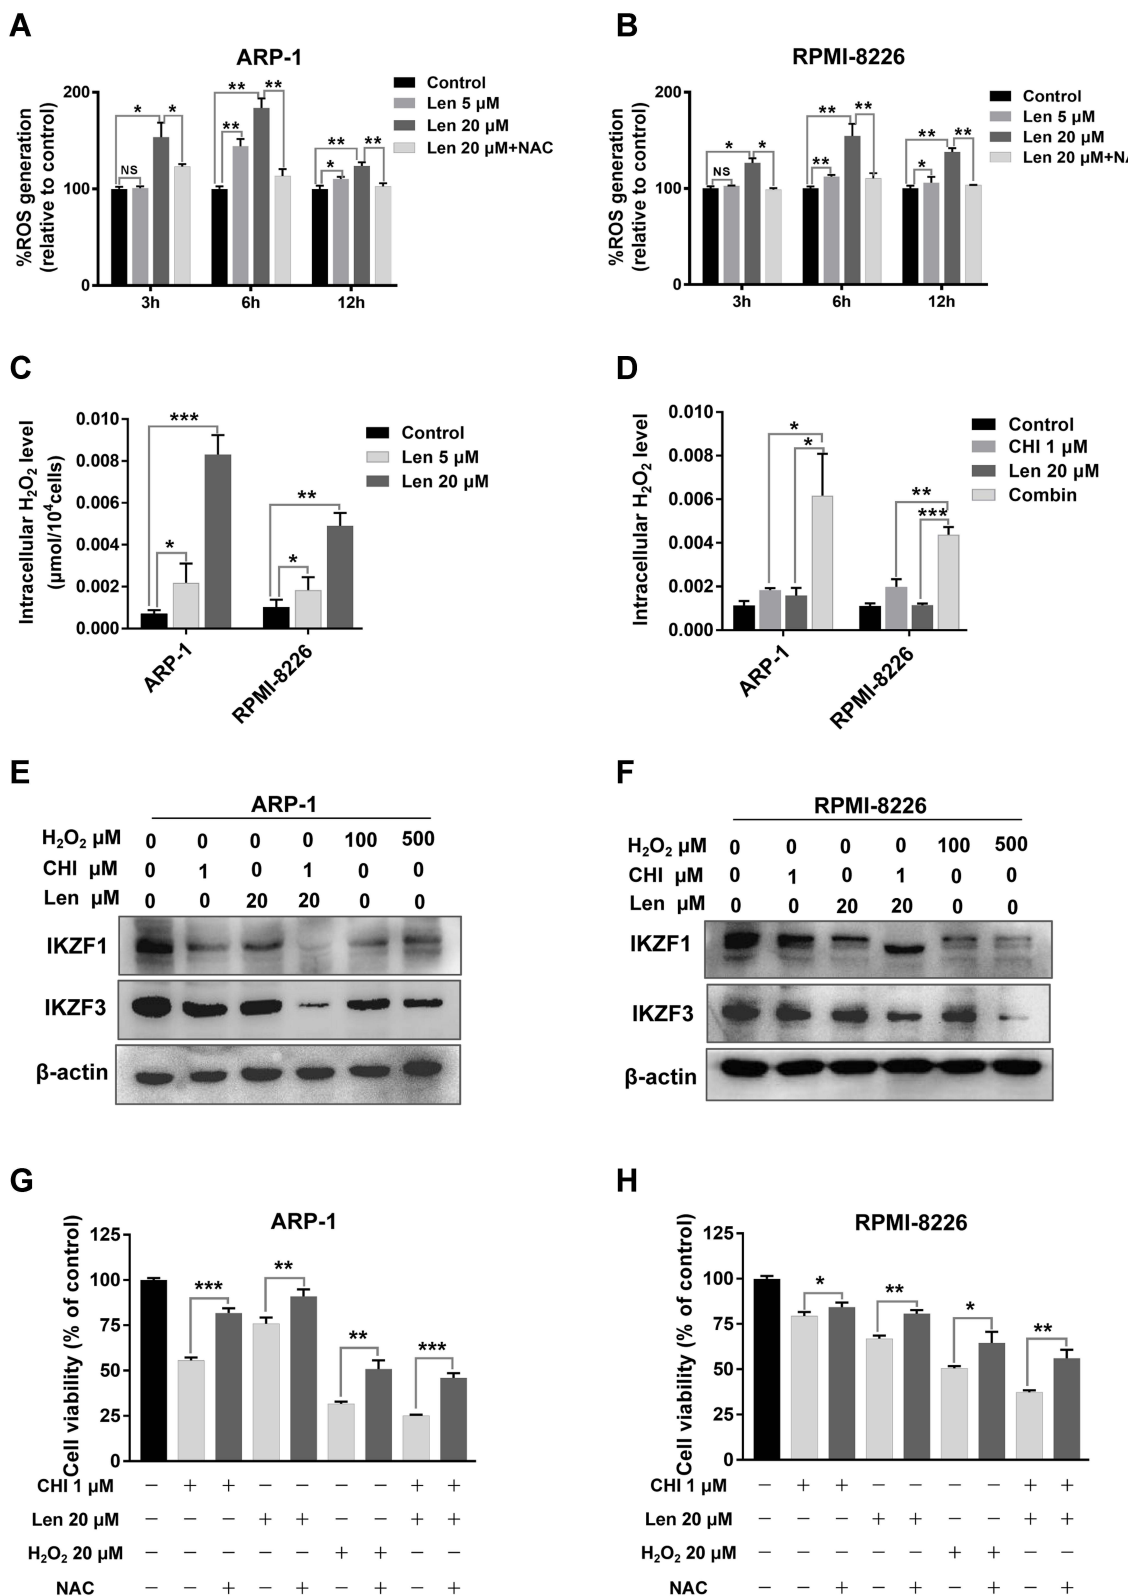 A
ARP-1
%ROS generation
(relative to control)
200
100
0
NS
*
*
**
**
**
*
**
**
3h
6h
12h
Control
Len 5 μM
Len 20 μM
Len 20 μM+NAC
B
RPMI-8226
%ROS generation
(relative to control)
200
100
0
NS
*
*
**
**
**
*
**
**
3h
6h
12h
Control
Len 5 μM
Len 20 μM
Len 20 μM+NA
C
Intracellular H₂O₂ level
(μmol/10⁴cells)
0.010
0.008
0.006
0.004
0.002
0.000
***
*
**
*
ARP-1
RPMI-8226
Control
Len 5 μM
Len 20 μM
D
Intracellular H₂O₂ level
0.010
0.008
0.006
0.004
0.002
0.000
*
*
**
***
ARP-1
RPMI-8226
Control
CHI 1 μM
Len 20 μM
Combin
E
ARP-1
H₂O₂ μM 0 0 0 0 100 500
CHI μM 0 1 0 1 0 0
Len μM 0 0 20 20 0 0
IKZF1
IKZF3
β-actin
F
RPMI-8226
H₂O₂ μM 0 0 0 0 100 500
CHI μM 0 1 0 1 0 0
Len μM 0 0 20 20 0 0
IKZF1
IKZF3
β-actin
G
ARP-1
Cell viability (% of control)
125
100
75
50
25
0
***
**
**
***
CHI 1 μM − + + − − − − + +
Len 20 μM − − − + + − − + +
H₂O₂ 20 μM − − − − − + + − −
NAC − − + − + − + − +
H
RPMI-8226
Cell viability (% of control)
125
100
75
50
25
0
*
**
*
**
CHI 1 μM − + + − − − − + +
Len 20 μM − − − + + − − + +
H₂O₂ 20 μM − − − − − + + − −
NAC − − + − + − + − +